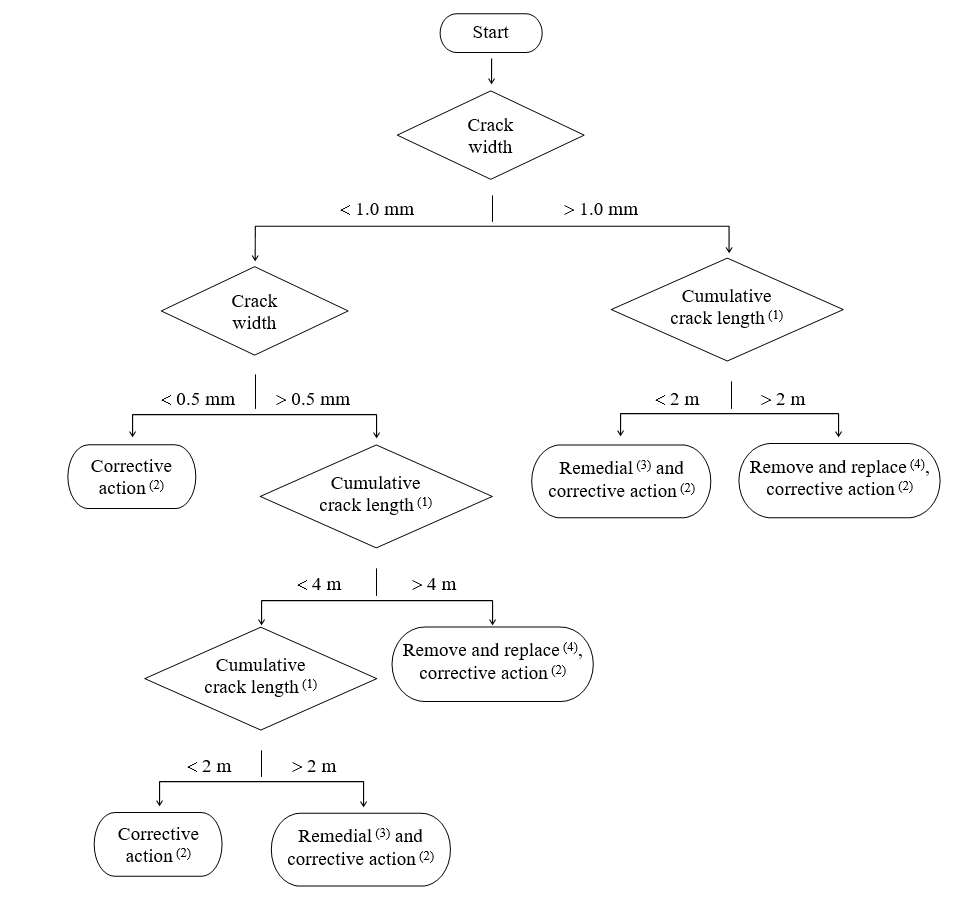 Start
Crack
width
< 1.0 mm
> 1.0 mm
Crack
width
Cumulative
crack length (1)
< 0.5 mm
> 0.5 mm
< 2 m
> 2 m
Corrective
action (2)
Cumulative
crack length (1)
Remedial (3) and
corrective action (2)
Remove and replace (4),
corrective action (2)
< 4 m
> 4 m
Cumulative
crack length (1)
Remove and replace (4),
corrective action (2)
< 2 m
> 2 m
Corrective
action (2)
Remedial (3) and
corrective action (2)